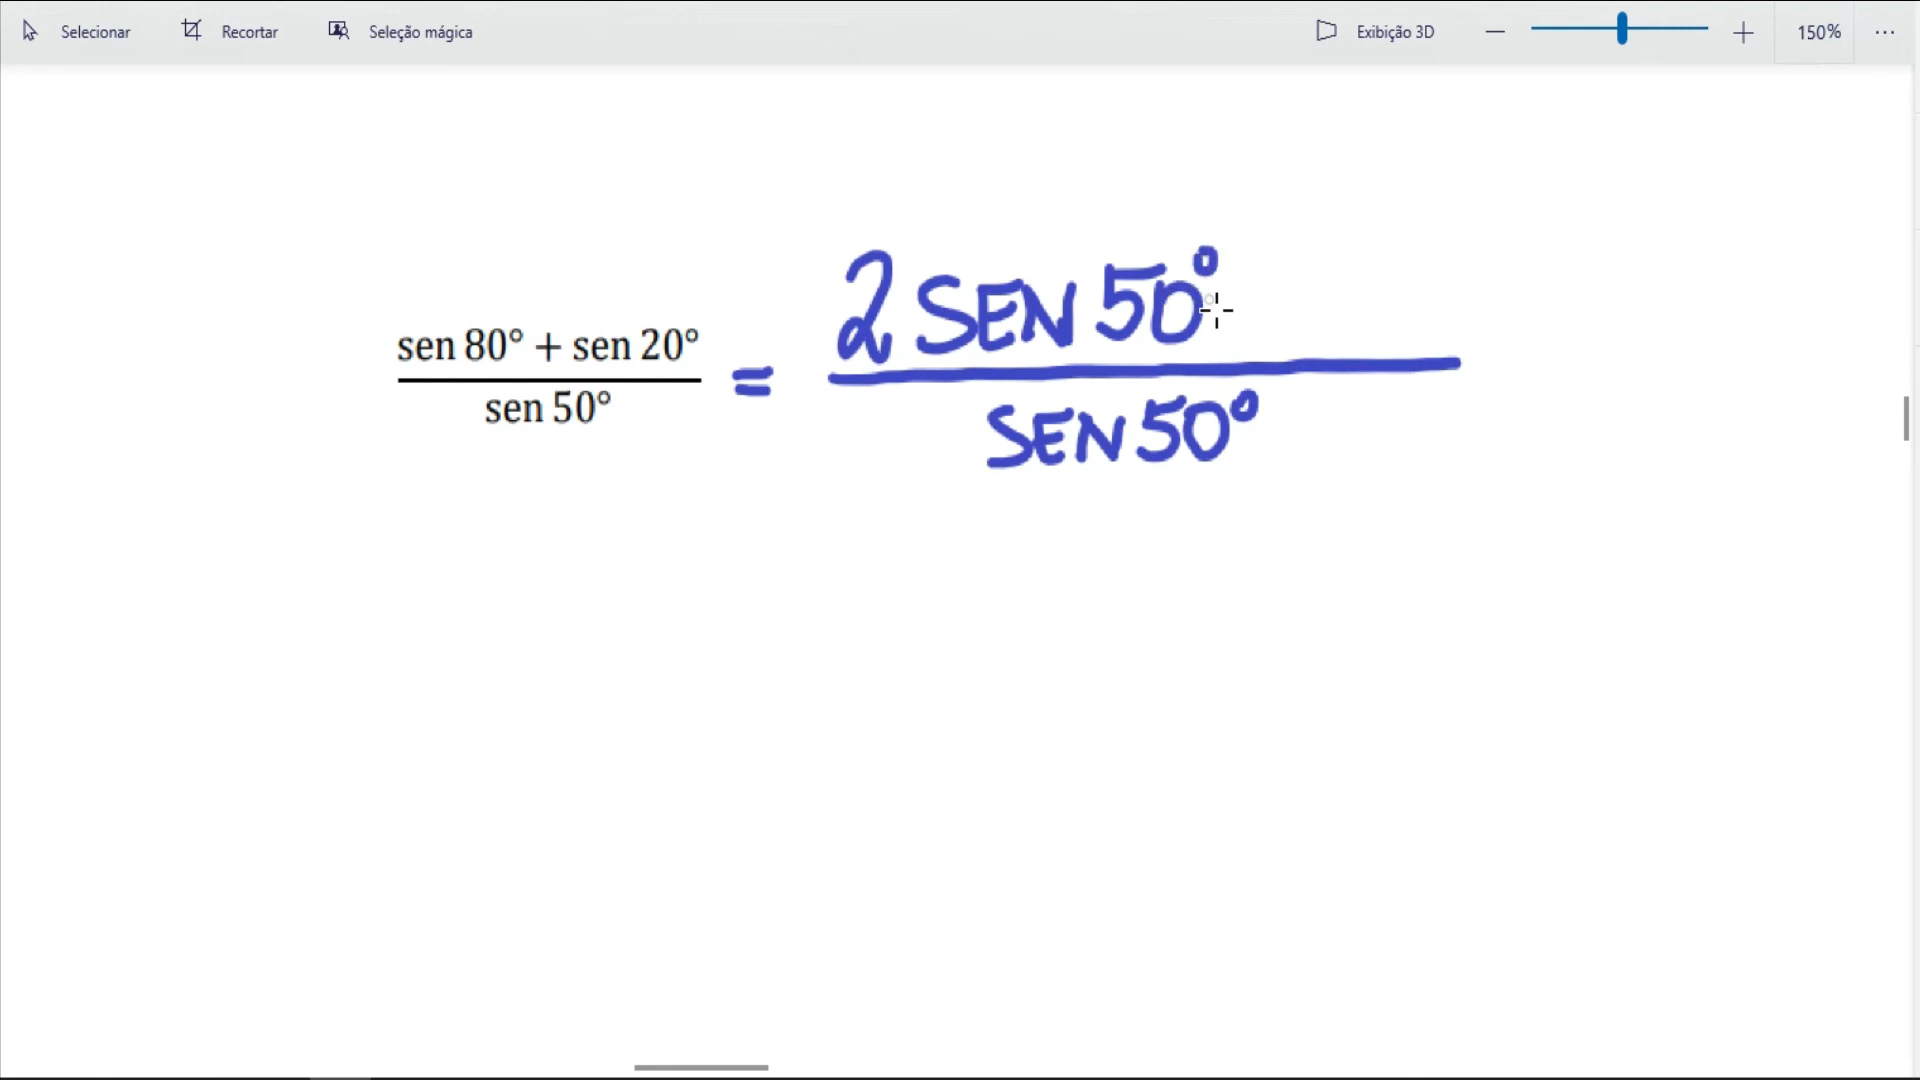 Selecionar Recortar Seleção mágica Exibição 3D 150%
sen 80° + sen 20°
sen 50°
=
2 SEN 50°
SEN 50°